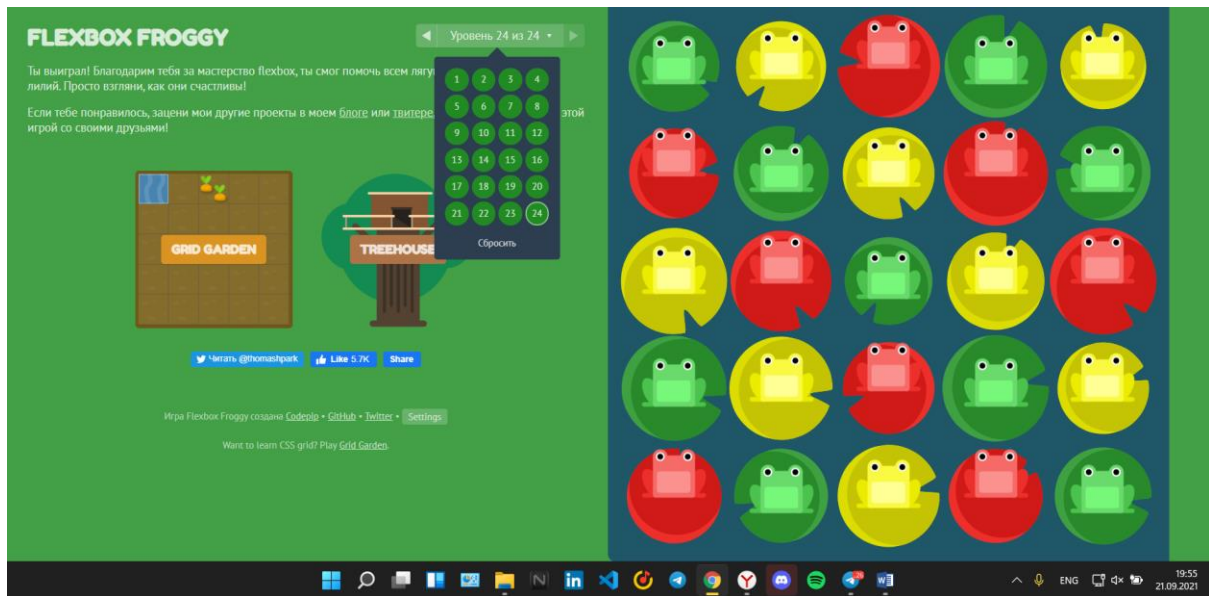 FLEXBOX FROGGY
◀ Уровень 24 из 24 ▾ ▶
Ты выиграл! Благодарим тебя за мастерство flexbox, ты смог помочь всем
лилий. Просто взгляни, как они счастливы!
Если тебе понравилось, зацени мои другие проекты в моем блоге или твитере этой
игрой со своими друзьями!
1 2 3 4
5 6 7 8
9 10 11 12
13 14 15 16
17 18 19 20
21 22 23 24
Сбросить
GRID GARDEN
TREEHOUSE
Читать @thomashpark Like 5.7K Share
Игра Flexbox Froggy создана Codepip • GitHub • Twitter • Settings
Want to learn CSS grid? Play Grid Garden.
ENG 19:55
21.09.2021